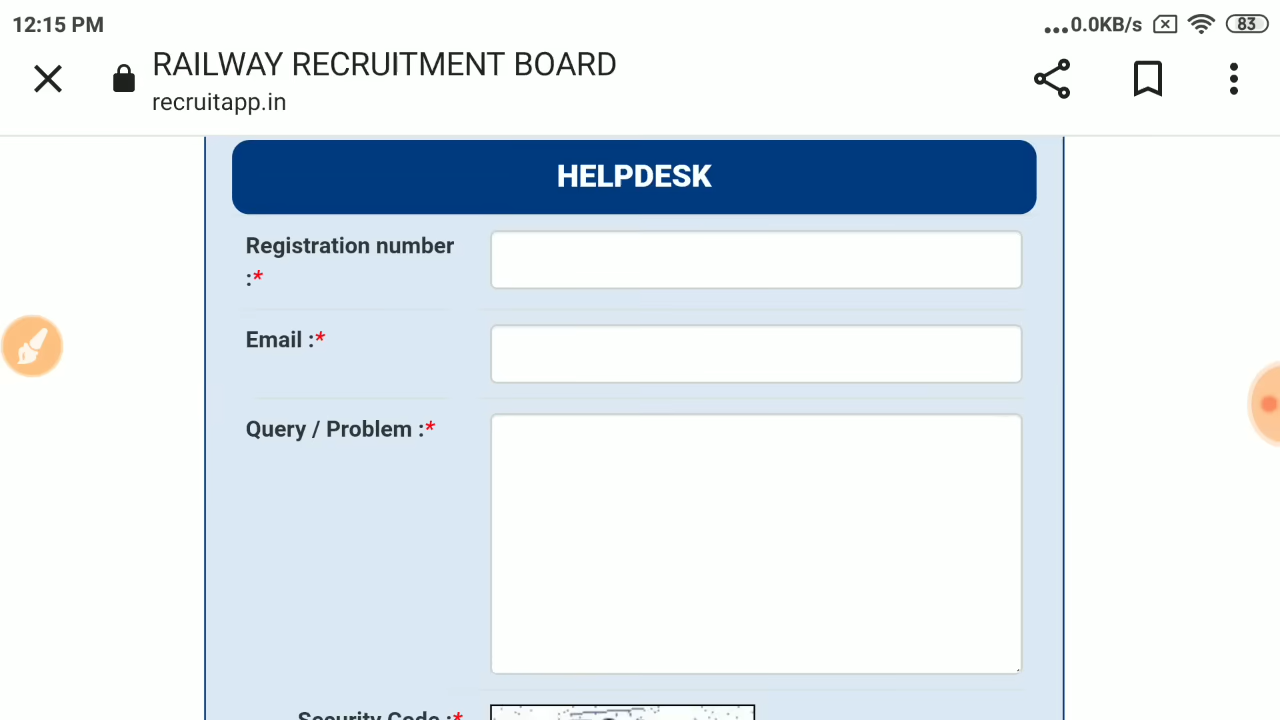 12:15 PM
...0.0KB/s
83
RAILWAY RECRUITMENT BOARD
recruitapp.in
HELPDESK
Registration number
:*
Email :*
Query / Problem :*
Security Code :*